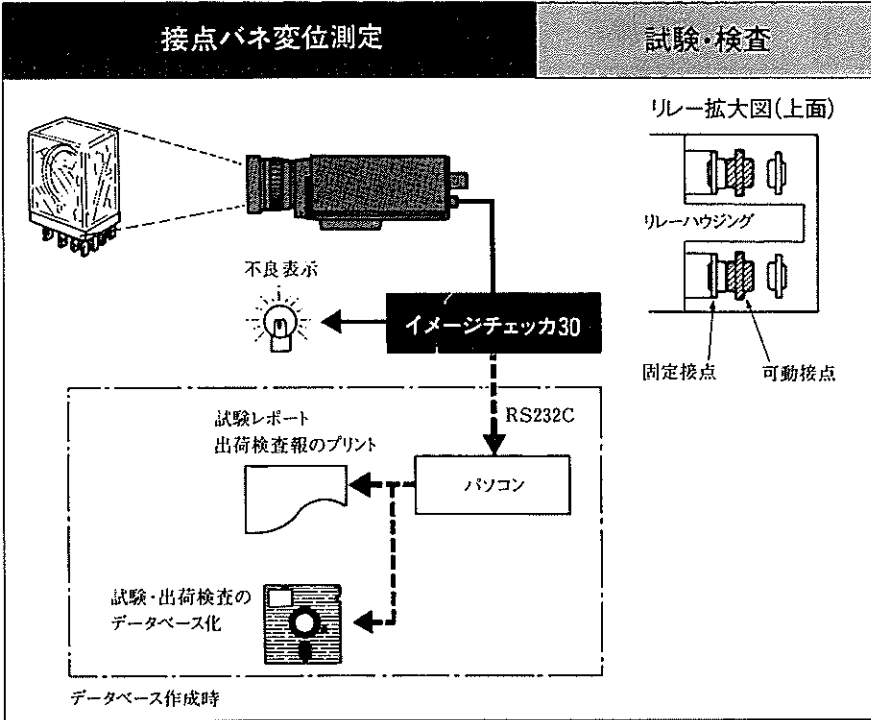 接点バネ変位測定
試験・検査
リレー拡大図(上面)
リレーハウジング
固定接点
可動接点
不良表示
イメージチェッカ30
RS232C
試験レポート
出荷検査報のプリント
パソコン
試験・出荷検査の
データベース化
データベース作成時